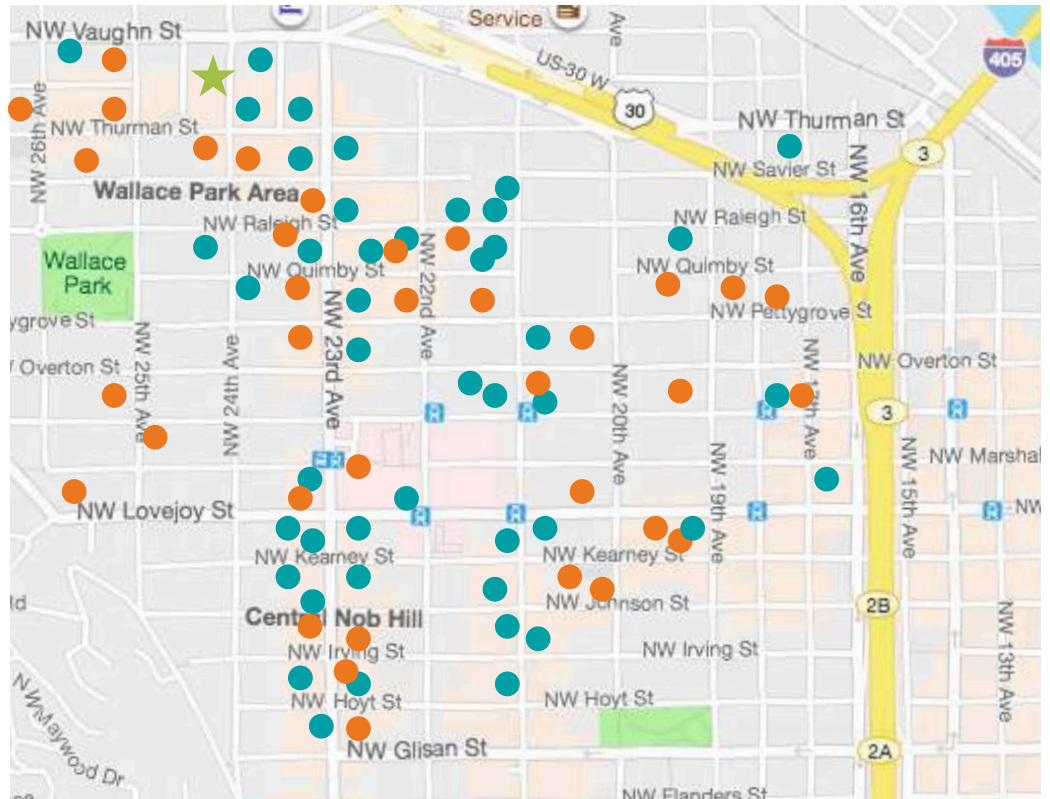 Service
NW Vaughn St
Ave
US-30 W
405
30
NW Thurman St
NW Thurman St
3
NW 26th Ave
NW Savier St
NW 16th Ave
Wallace Park Area
NW Raleigh St
NW Raleigh St
Wallace
Park
NW Quimby St
NW 22nd Ave
NW Quimby St
NW Pettygrove St
ygrove St
NW 23rd Ave
Overton St
NW 25th Ave
NW 24th Ave
NW Overton St
NW 20th Ave
NW 17th Ave
3
NW 19th Ave
NW 15th Ave
NW Marshal
NW Lovejoy St
NW
NW Kearney St
NW Kearney St
ld
NW Johnson St
2B
Central Nob Hill
NW Irving St
NW Irving St
NW 13th Ave
NW Hoyt St
NW Hoyt St
NW Maywood Dr
NW Glisan St
2A
NW Flanders St